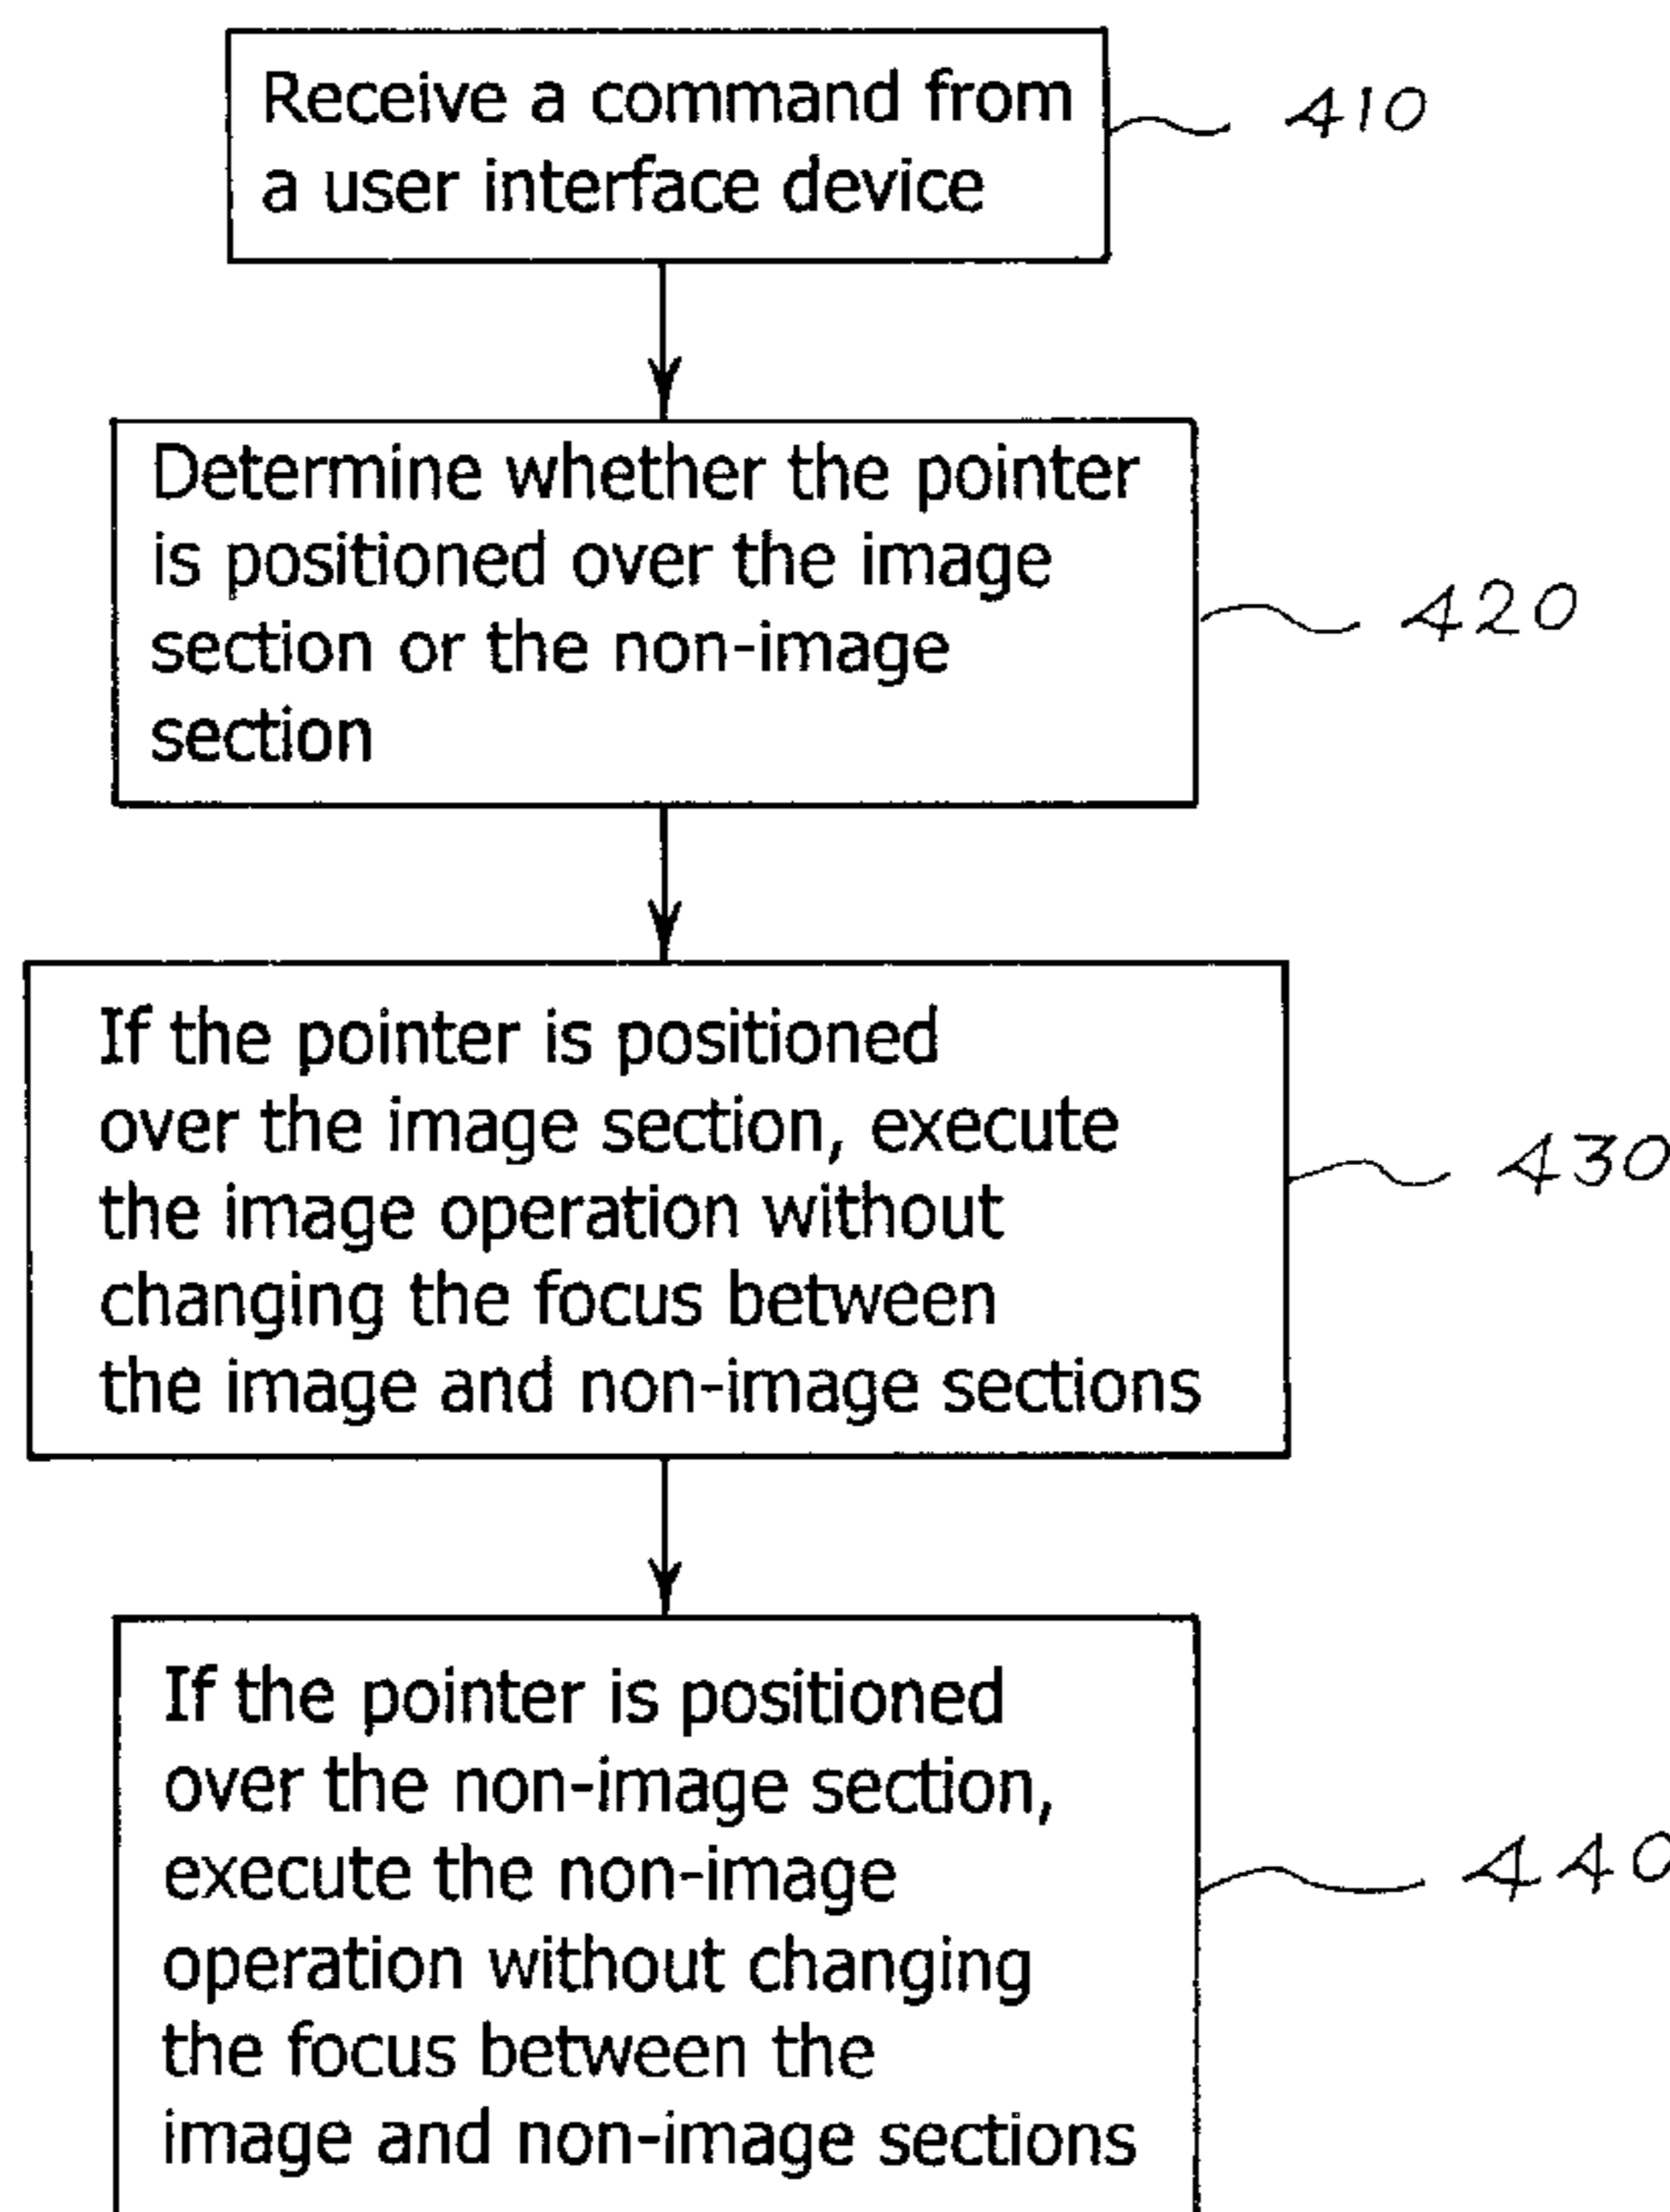 Receive a command from
a user interface device
410
Determine whether the pointer
is positioned over the image
section or the non-image
section
420
If the pointer is positioned
over the image section, execute
the image operation without
changing the focus between
the image and non-image sections
430
If the pointer is positioned
over the non-image section,
execute the non-image
operation without changing
the focus between the
image and non-image sections
440